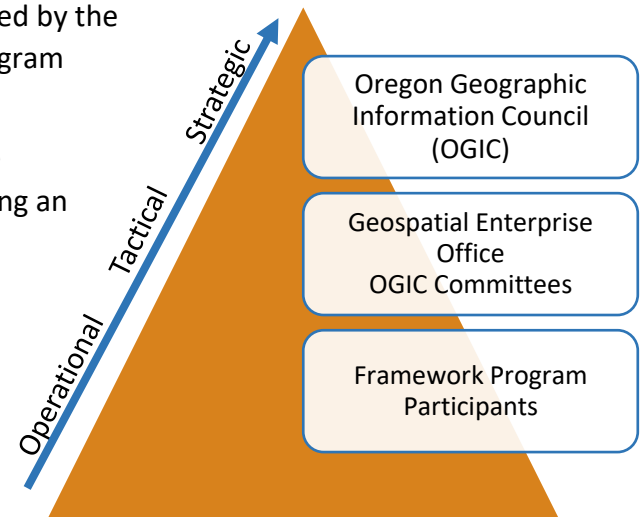 ed by the
gram
ng an
Strategic
Tactical
Operational
Oregon Geographic
Information Council
(OGIC)
Geospatial Enterprise
Office
OGIC Committees
Framework Program
Participants